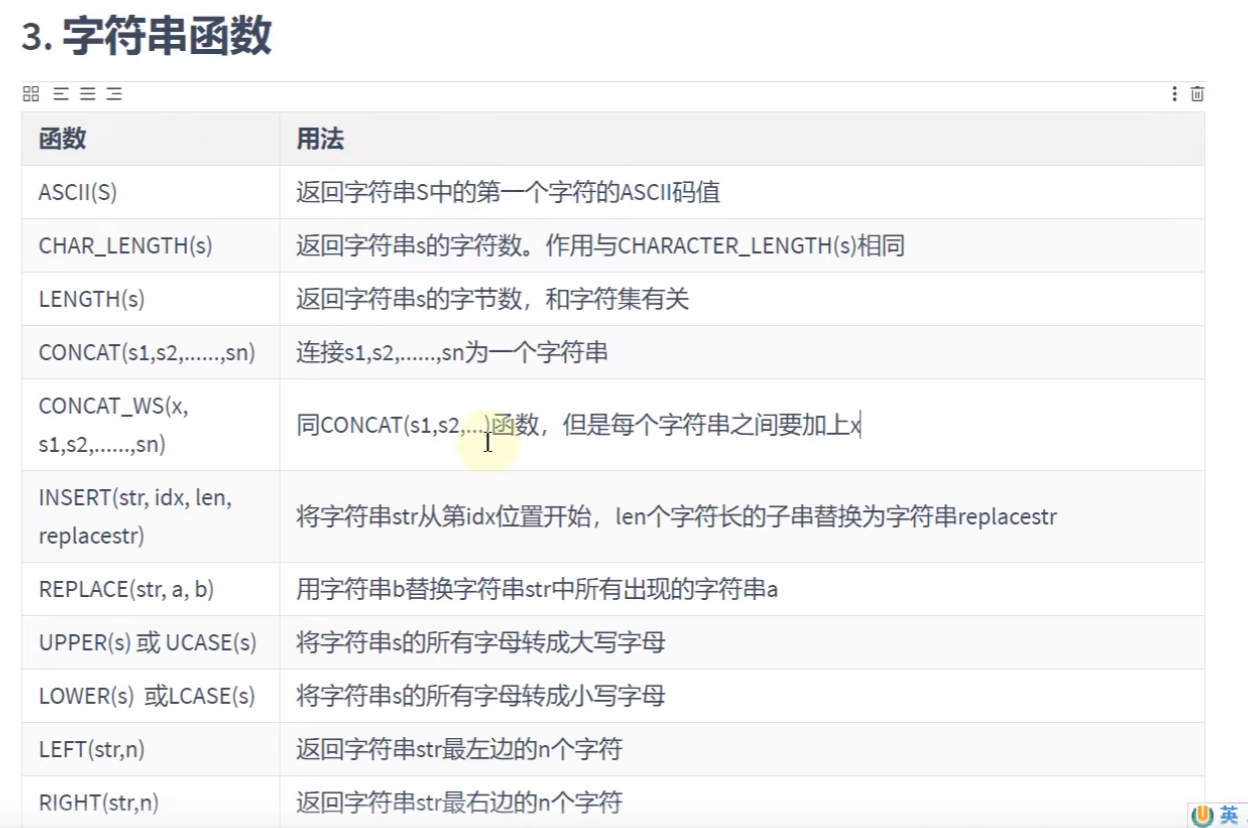 3. 字符串函数
函数 用法
ASCII(S) 返回字符串S中的第一个字符的ASCII码值
CHAR_LENGTH(s) 返回字符串s的字符数。作用与CHARACTER_LENGTH(s)相同
LENGTH(s) 返回字符串s的字节数，和字符集有关
CONCAT(s1,s2,......,sn) 连接s1,s2,......,sn为一个字符串
CONCAT_WS(x,
s1,s2,......,sn)
同CONCAT(s1,s2,...)函数，但是每个字符串之间要加上x
INSERT(str, idx, len,
replacestr)
将字符串str从第idx位置开始，len个字符长的子串替换为字符串replacestr
REPLACE(str, a, b) 用字符串b替换字符串str中所有出现的字符串a
UPPER(s) 或 UCASE(s) 将字符串s的所有字母转成大写字母
LOWER(s) 或LCASE(s) 将字符串s的所有字母转成小写字母
LEFT(str,n) 返回字符串str最左边的n个字符
RIGHT(str,n) 返回字符串str最右边的n个字符
英